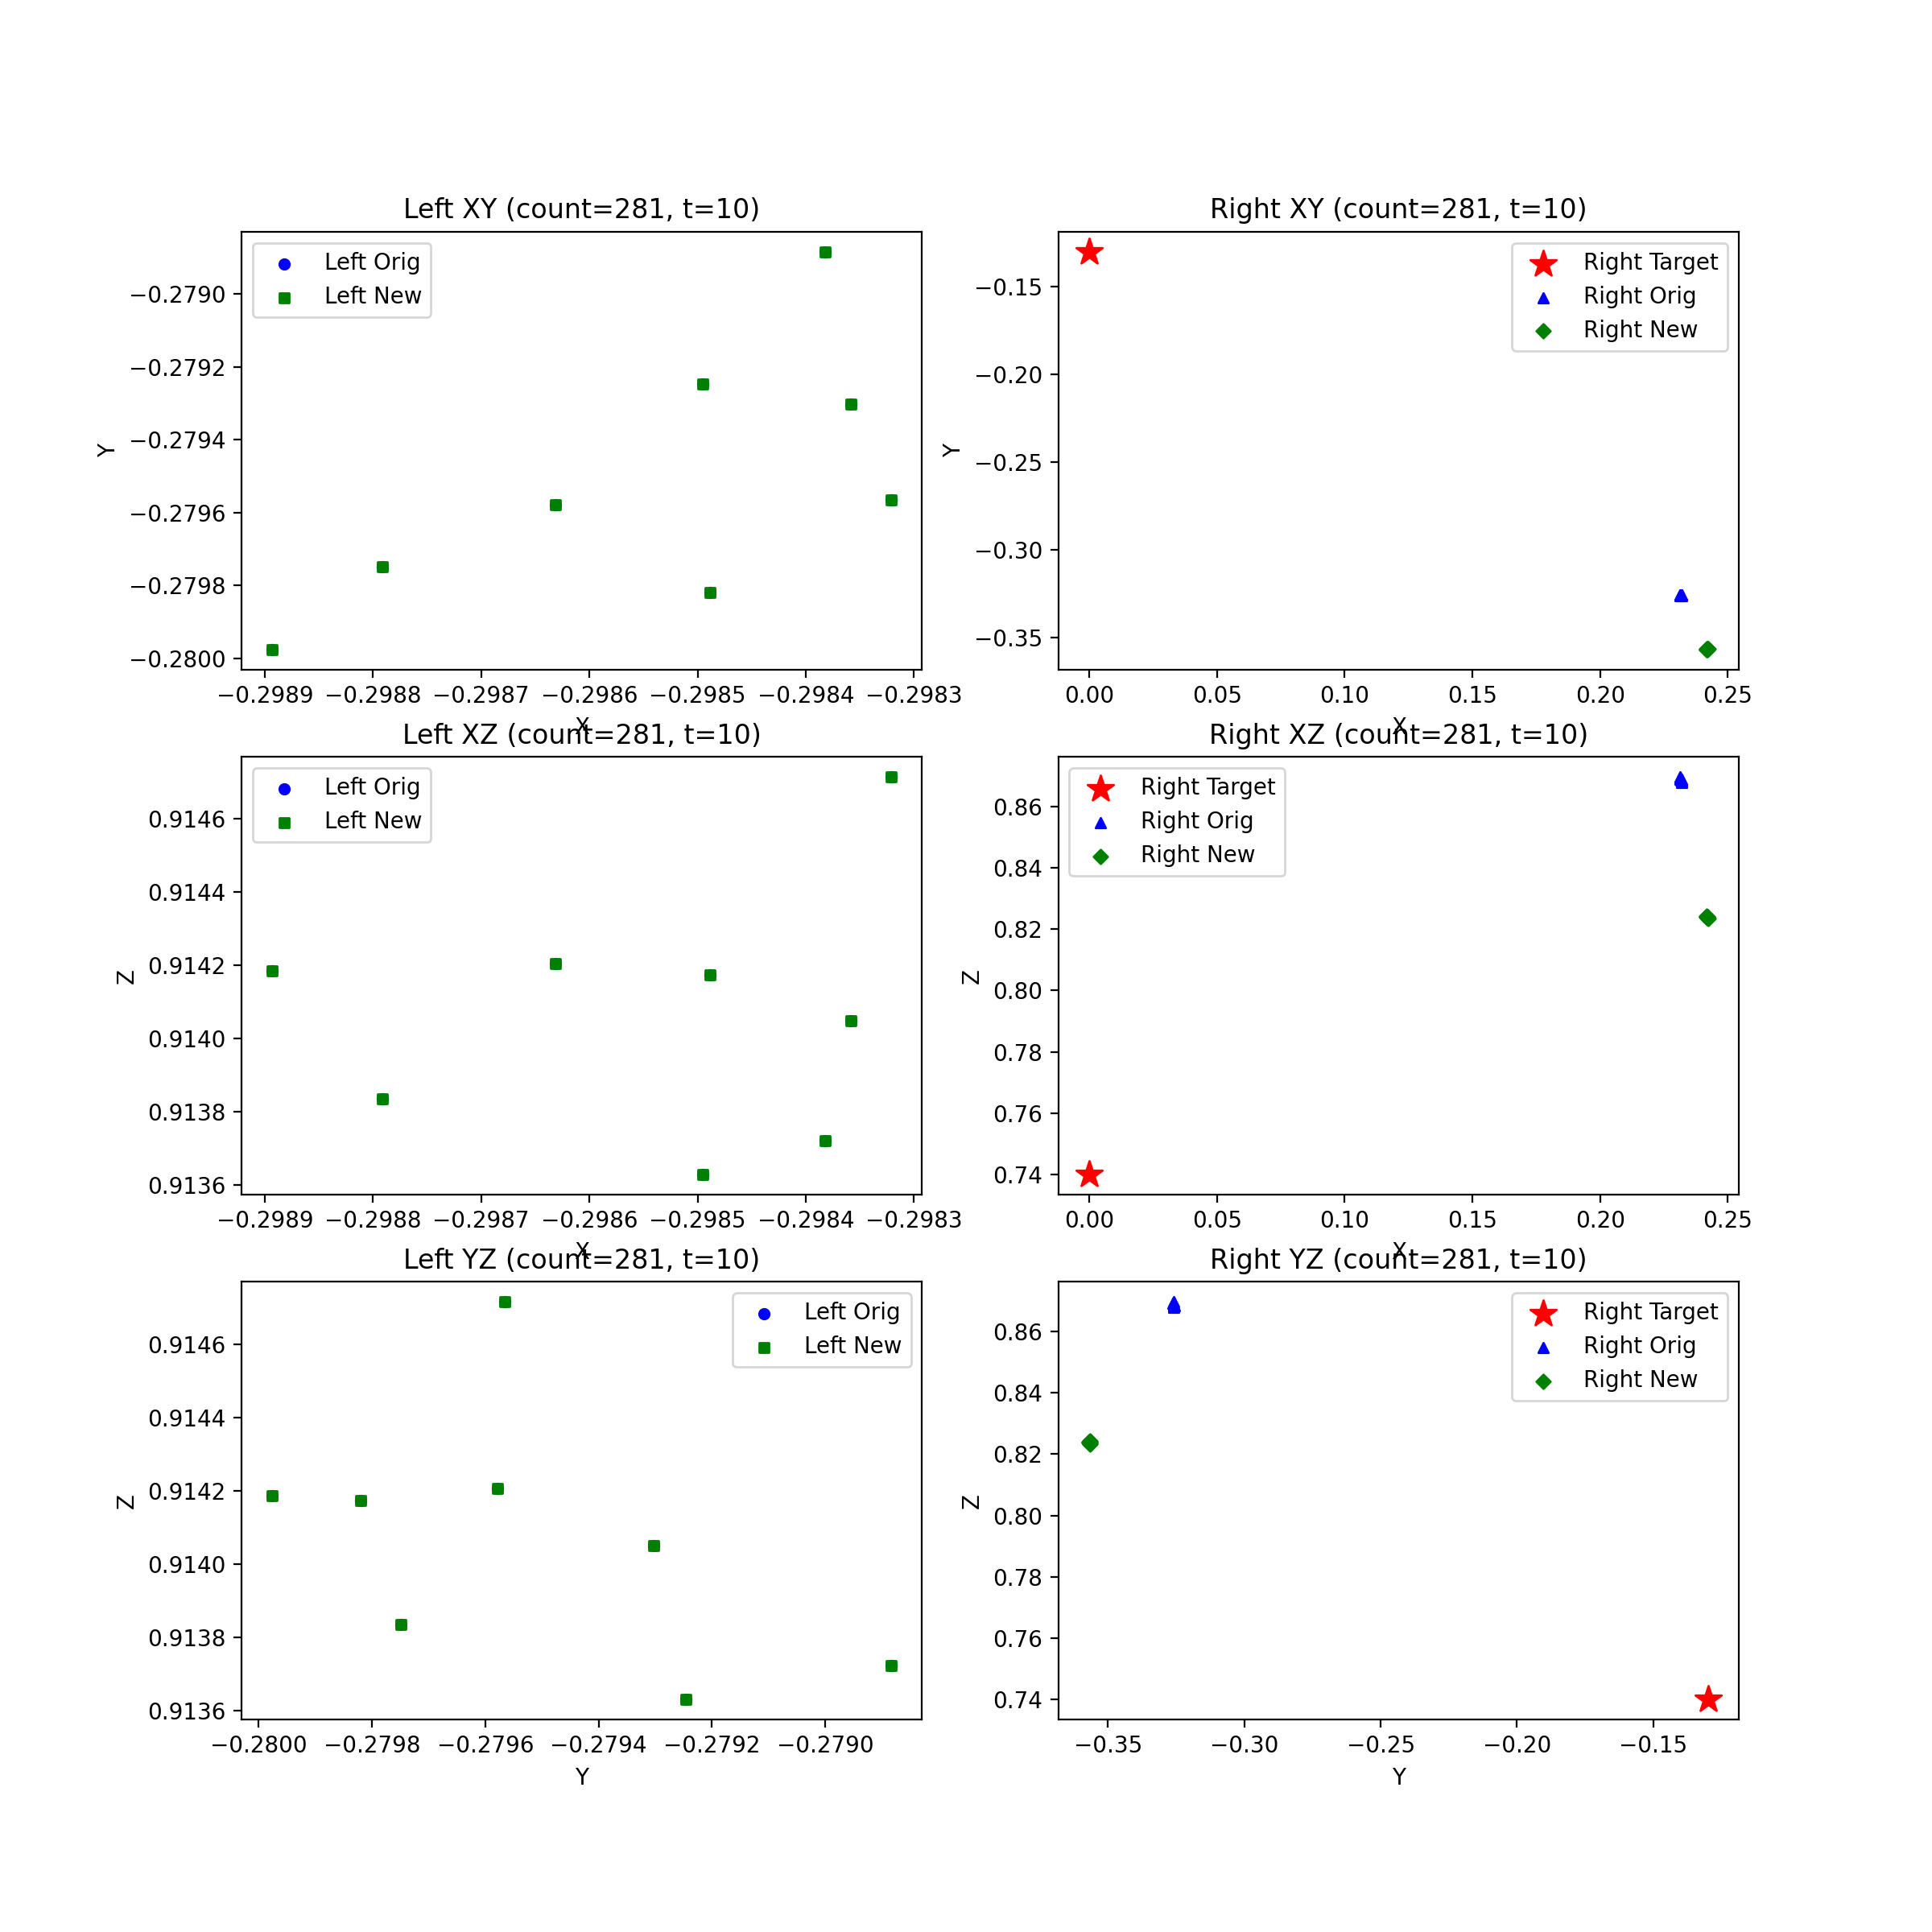 Left XY (count=281, t=10)
Left Orig
Left New
Y
−0.2790
−0.2792
−0.2794
−0.2796
−0.2798
−0.2800
−0.2989 −0.2988 −0.2987 −0.2986 −0.2985 −0.2984 −0.2983
X
Right XY (count=281, t=10)
Right Target
Right Orig
Right New
Y
−0.15
−0.20
−0.25
−0.30
−0.35
0.00 0.05 0.10 0.15 0.20 0.25
X
Left XZ (count=281, t=10)
Left Orig
Left New
Z
0.9146
0.9144
0.9142
0.9140
0.9138
0.9136
−0.2989 −0.2988 −0.2987 −0.2986 −0.2985 −0.2984 −0.2983
X
Right XZ (count=281, t=10)
Right Target
Right Orig
Right New
Z
0.86
0.84
0.82
0.80
0.78
0.76
0.74
0.00 0.05 0.10 0.15 0.20 0.25
X
Left YZ (count=281, t=10)
Left Orig
Left New
Z
0.9146
0.9144
0.9142
0.9140
0.9138
0.9136
−0.2800 −0.2798 −0.2796 −0.2794 −0.2792 −0.2790
Y
Right YZ (count=281, t=10)
Right Target
Right Orig
Right New
Z
0.86
0.84
0.82
0.80
0.78
0.76
0.74
−0.35 −0.30 −0.25 −0.20 −0.15
Y